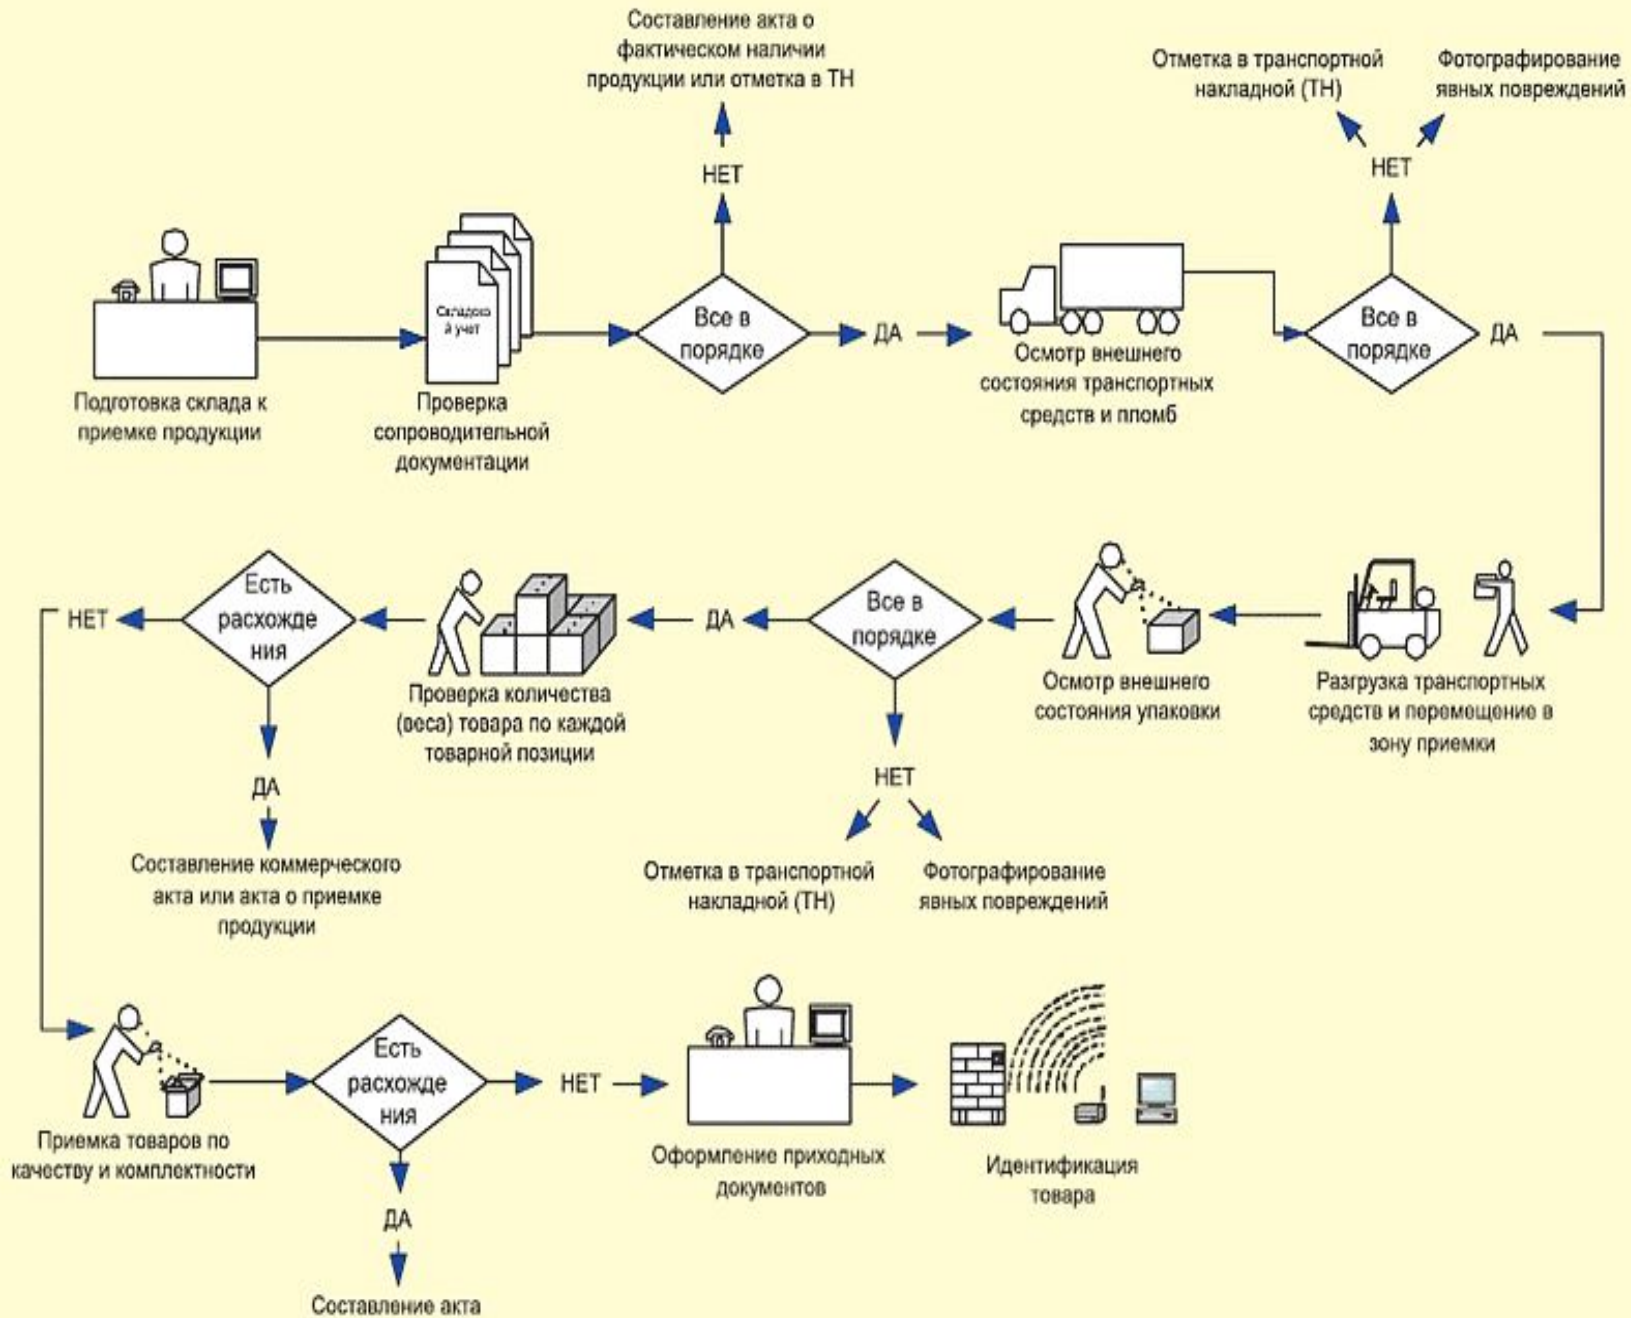 Составление акта о
фактическом наличии
продукции или отметка в ТН
Отметка в транспортной
накладной (ТН)
Фотографирование
явных повреждений
НЕТ
НЕТ
Складско
й учет
Все в
порядке
ДА
Все в
порядке
ДА
Подготовка склада к
приемке продукции
Проверка
сопроводительной
документации
Осмотр внешнего
состояния транспортных
средств и пломб
НЕТ
Есть
расхожде
ния
ДА
Все в
порядке
Проверка количества
(веса) товара по каждой
товарной позиции
Осмотр внешнего
состояния упаковки
Разгрузка транспортных
средств и перемещение в
зону приемки
ДА
НЕТ
Составление коммерческого
акта или акта о приемке
продукции
Отметка в транспортной
накладной (ТН)
Фотографирование
явных повреждений
Есть
расхожде
ния
НЕТ
Приемка товаров по
качеству и комплектности
Оформление приходных
документов
Идентификация
товара
ДА
Составление акта